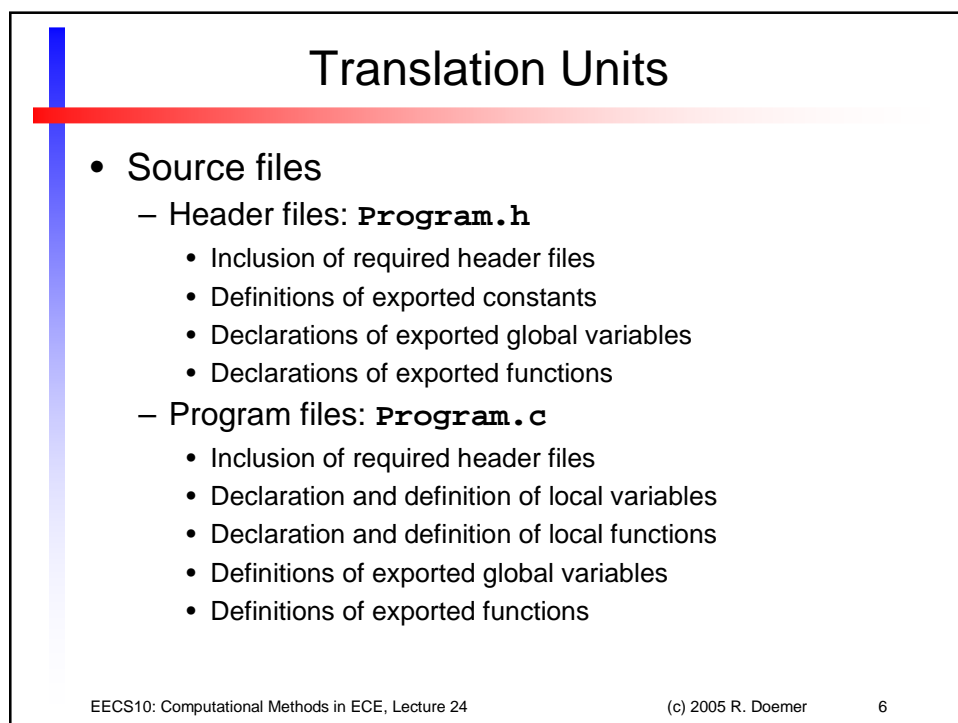 Translation Units
• Source files
– Header files: Program.h
• Inclusion of required header files
• Definitions of exported constants
• Declarations of exported global variables
• Declarations of exported functions
– Program files: Program.c
• Inclusion of required header files
• Declaration and definition of local variables
• Declaration and definition of local functions
• Definitions of exported global variables
• Definitions of exported functions
EECS10: Computational Methods in ECE, Lecture 24 (c) 2005 R. Doemer 6